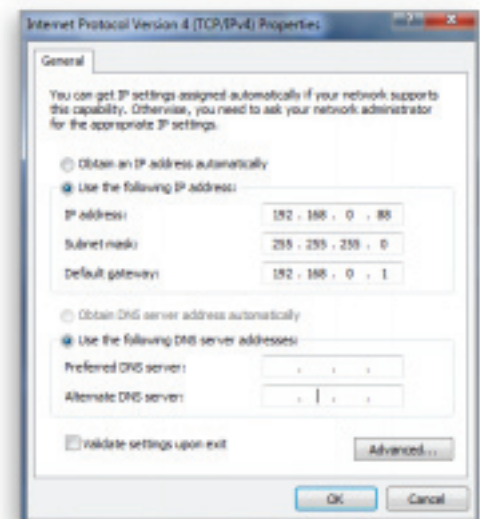 Internet Protocol Version 4 (TCP/IPv4) Properties
General
You can get IP settings assigned automatically if your network supports
this capability. Otherwise, you need to ask your network administrator
for the appropriate IP settings.
Obtain an IP address automatically
Use the following IP address:
IP address: 192 . 168 . 0 . 88
Subnet mask: 255 . 255 . 255 . 0
Default gateway: 192 . 168 . 0 . 1
Obtain DNS server address automatically
Use the following DNS server addresses:
Preferred DNS server: . . .
Alternate DNS server: . . .
Validate settings upon exit
Advanced...
OK Cancel